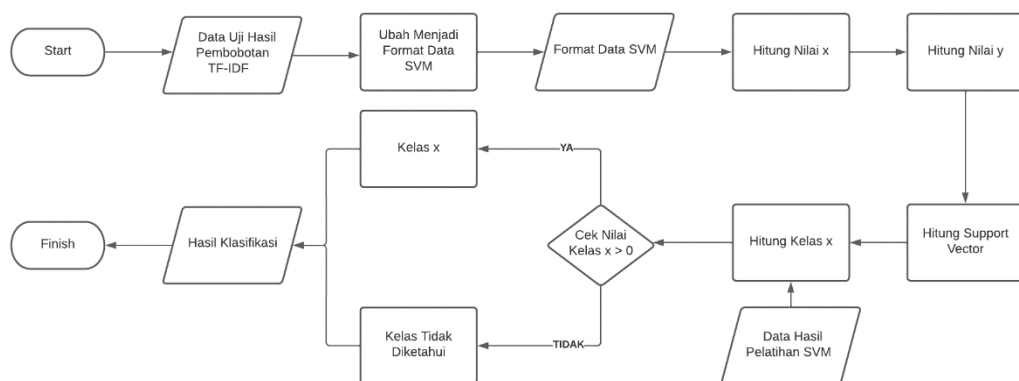 Start
Data Uji Hasil
Pembobotan
TF-IDF
Ubah Menjadi
Format Data
SVM
Format Data SVM
Hitung Nilai x
Hitung Nilai y
Kelas x
YA
Finish
Hasil Klasifikasi
Cek Nilai
Kelas x > 0
Hitung Kelas x
Hitung Support
Vector
Kelas Tidak
Diketahui
TIDAK
Data Hasil
Pelatihan SVM